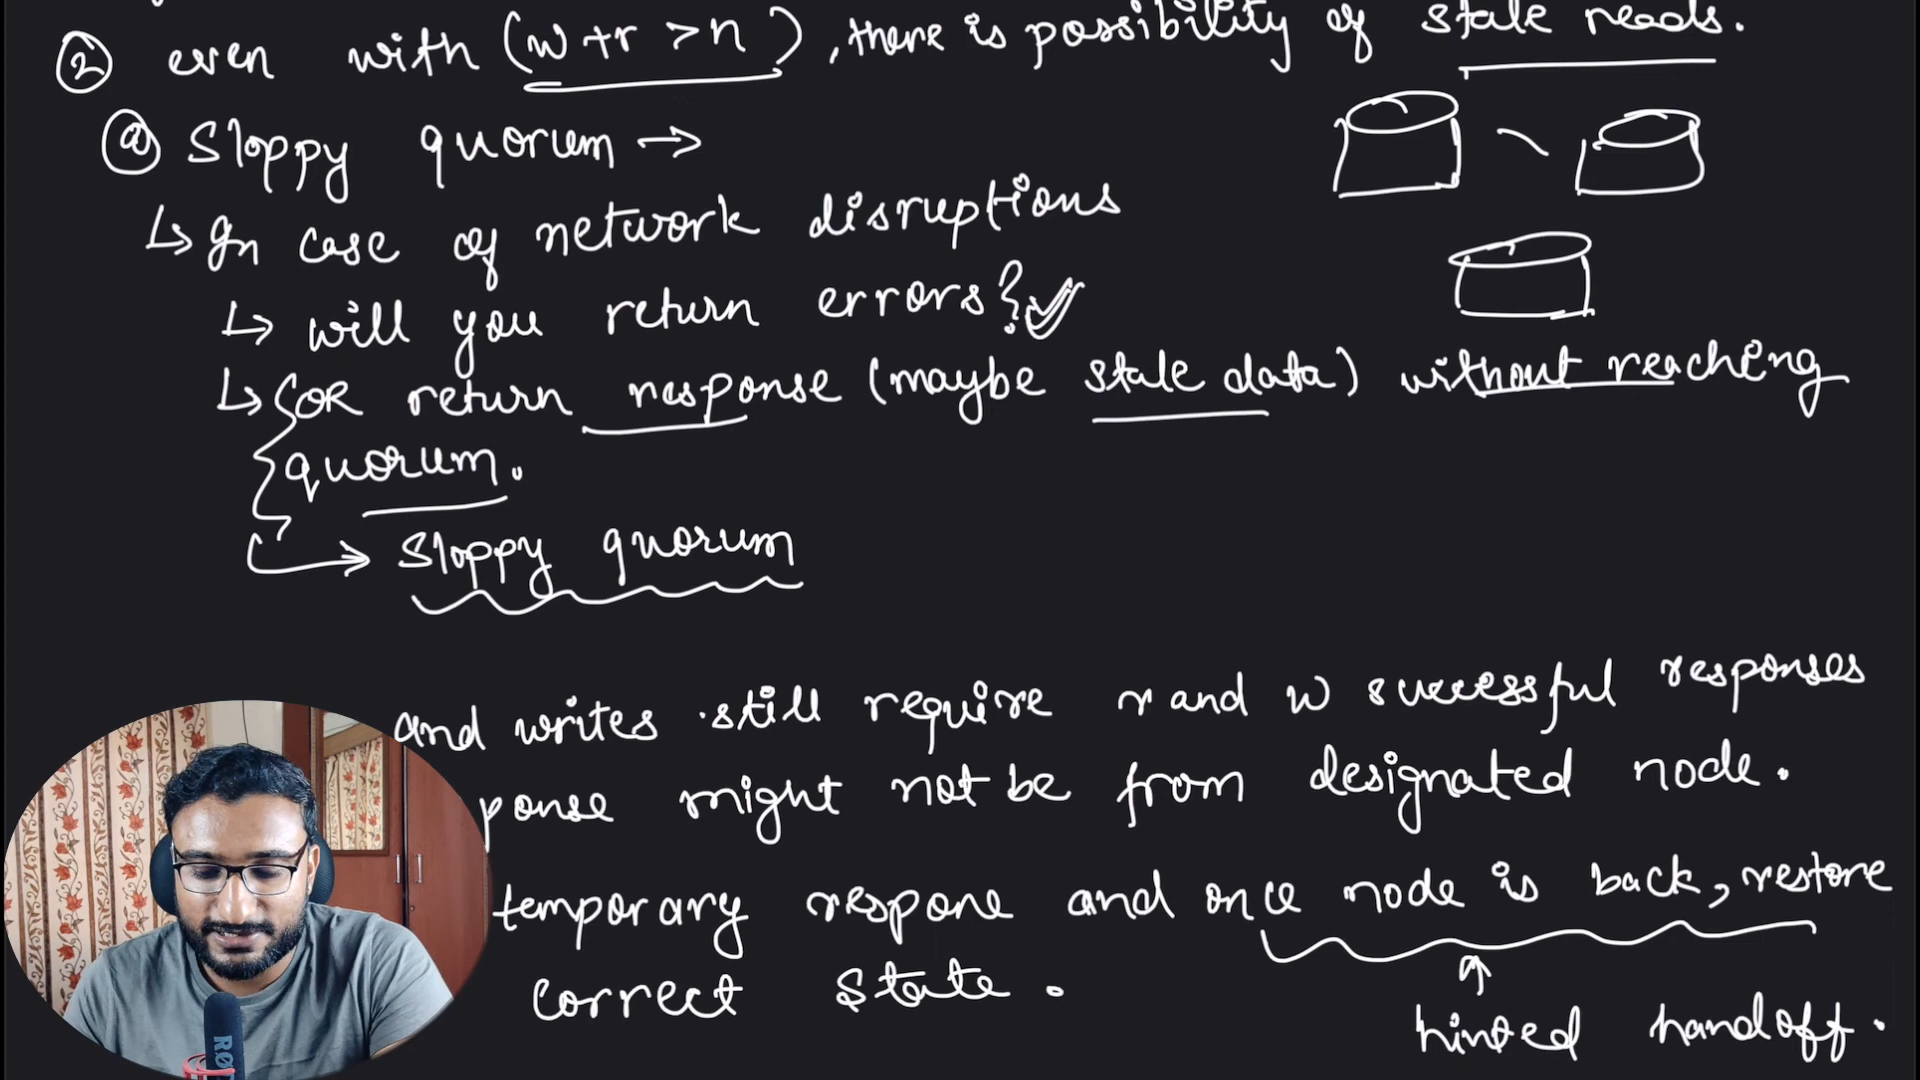 ② even with (w+r >n), there is possibility of stale reads.
ⓐ Sloppy quorum →
↳ In case of network disruptions
↳ will you return errors? ✓
↳ OR return response (maybe stale data) without reaching
quorum.
→ Sloppy quorum
and writes still require r and w successful responses
ponse might not be from designated node.
temporary respone and once node is back, restore
correct state.
↑
hinted handoff.
RØ